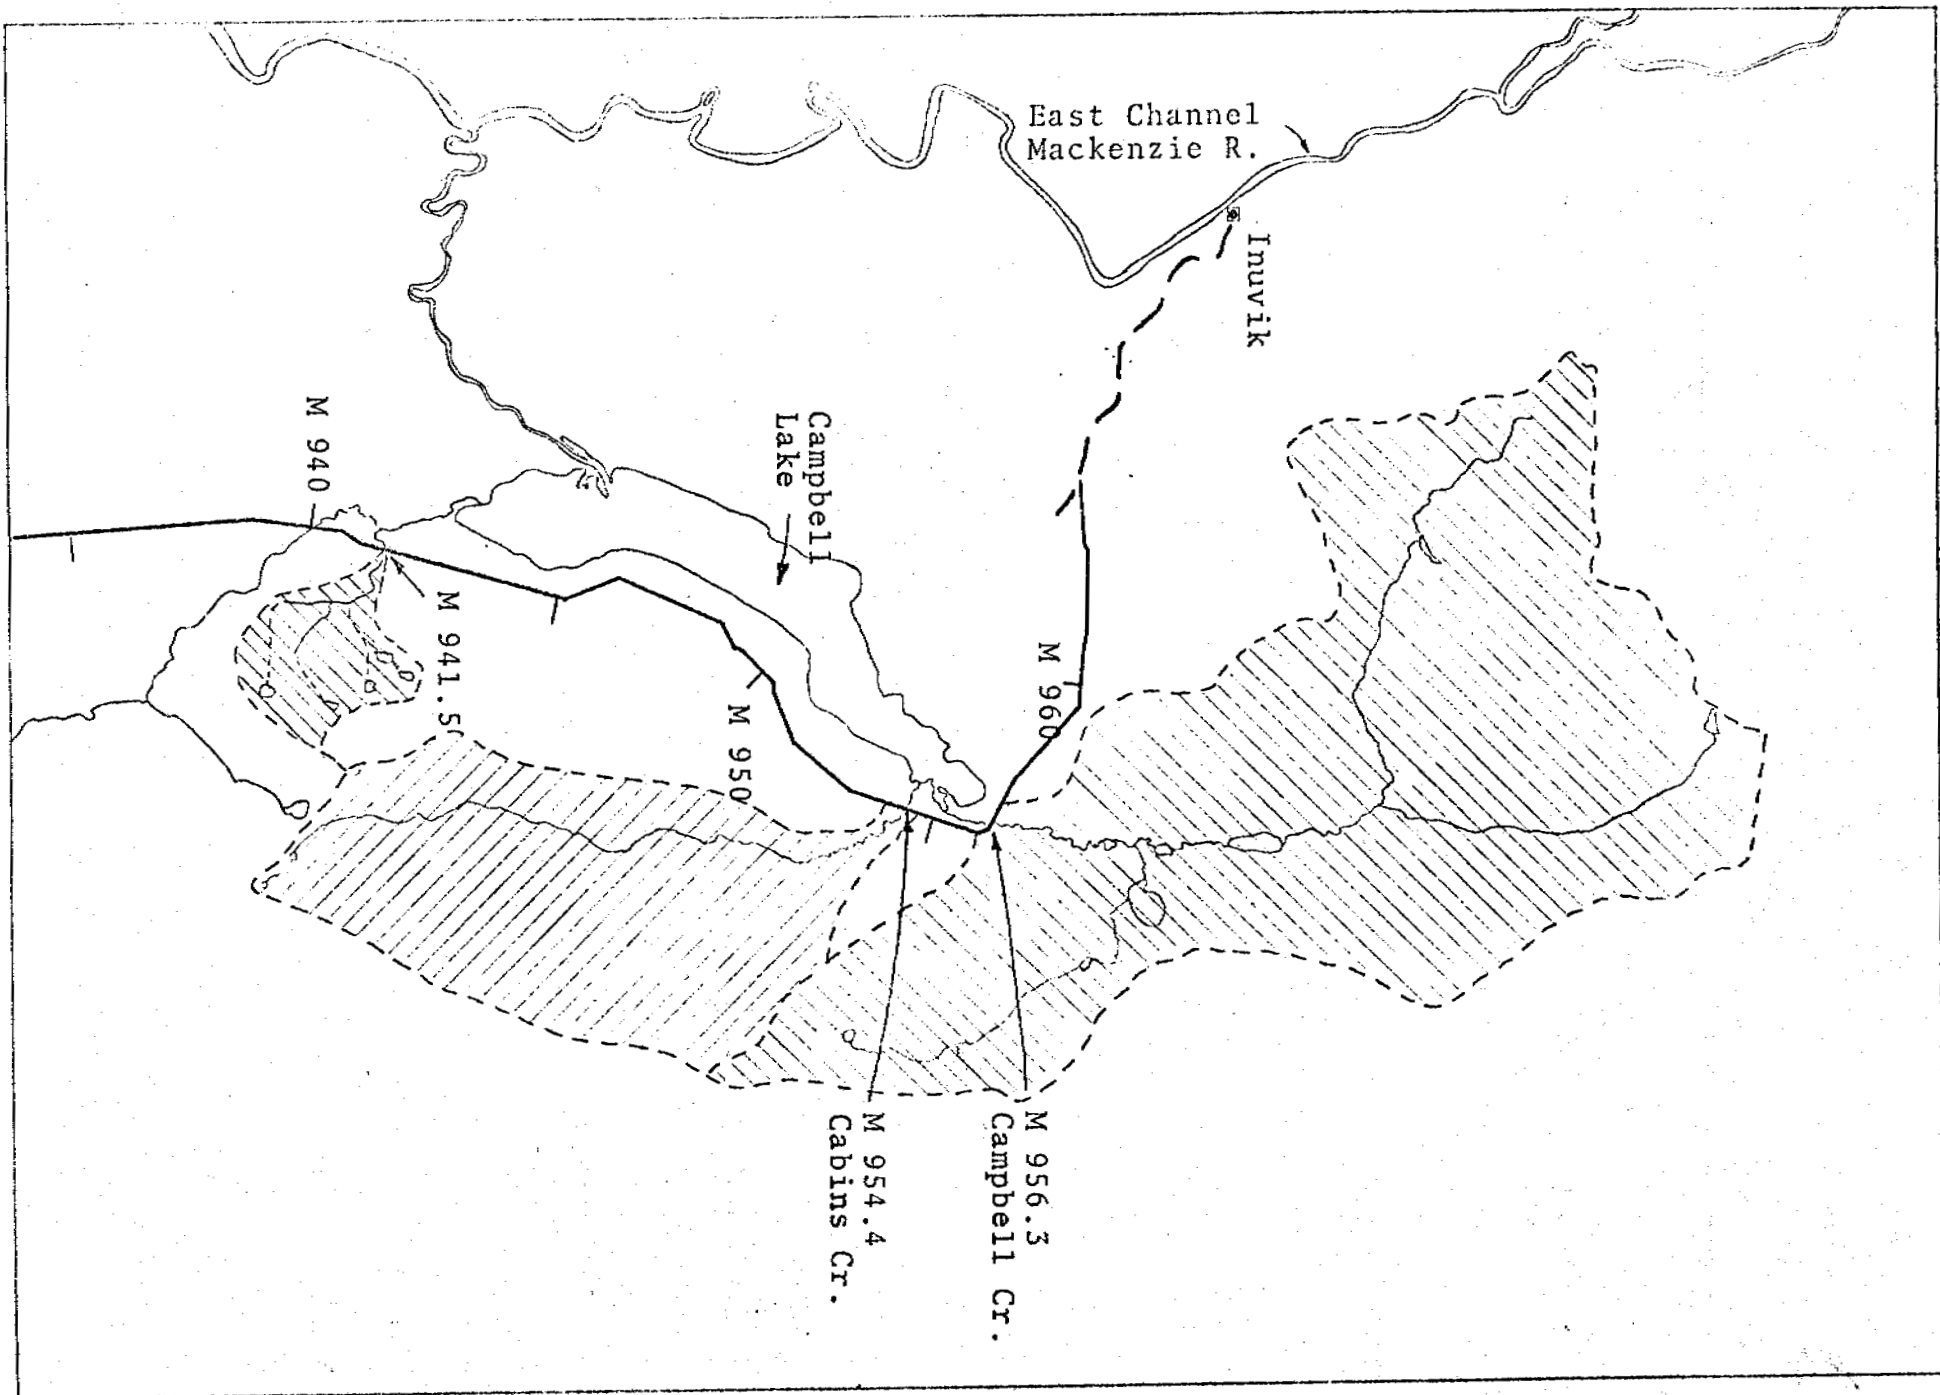 East Channel
Mackenzie R.
Inuvik
Campbell
Lake
M 940
M 941.5
M 950
M 960
M 954.4
Cabins Cr.
M 956.3
Campbell Cr.